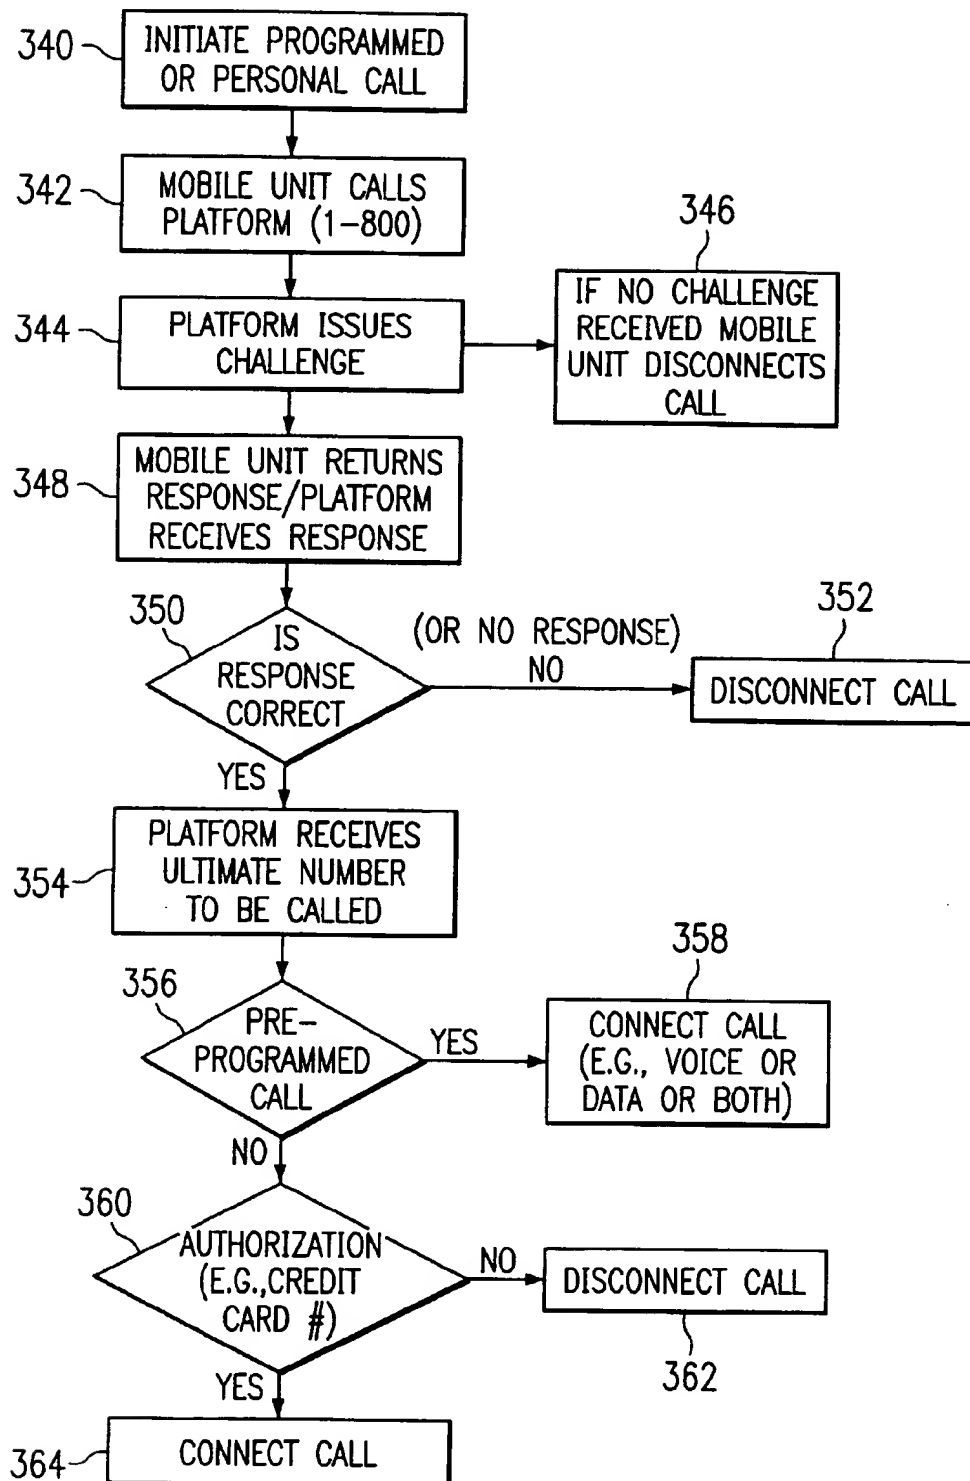 340
INITIATE PROGRAMMED
OR PERSONAL CALL
342
MOBILE UNIT CALLS
PLATFORM (1-800)
344
PLATFORM ISSUES
CHALLENGE
346
IF NO CHALLENGE
RECEIVED MOBILE
UNIT DISCONNECTS
CALL
348
MOBILE UNIT RETURNS
RESPONSE/PLATFORM
RECEIVES RESPONSE
350
IS
RESPONSE
CORRECT
(OR NO RESPONSE)
NO
352
DISCONNECT CALL
YES
354
PLATFORM RECEIVES
ULTIMATE NUMBER
TO BE CALLED
356
PRE-
PROGRAMMED
CALL
YES
358
CONNECT CALL
(E.G., VOICE OR
DATA OR BOTH)
NO
360
AUTHORIZATION
(E.G.,CREDIT
CARD #)
NO
DISCONNECT CALL
362
YES
364
CONNECT CALL